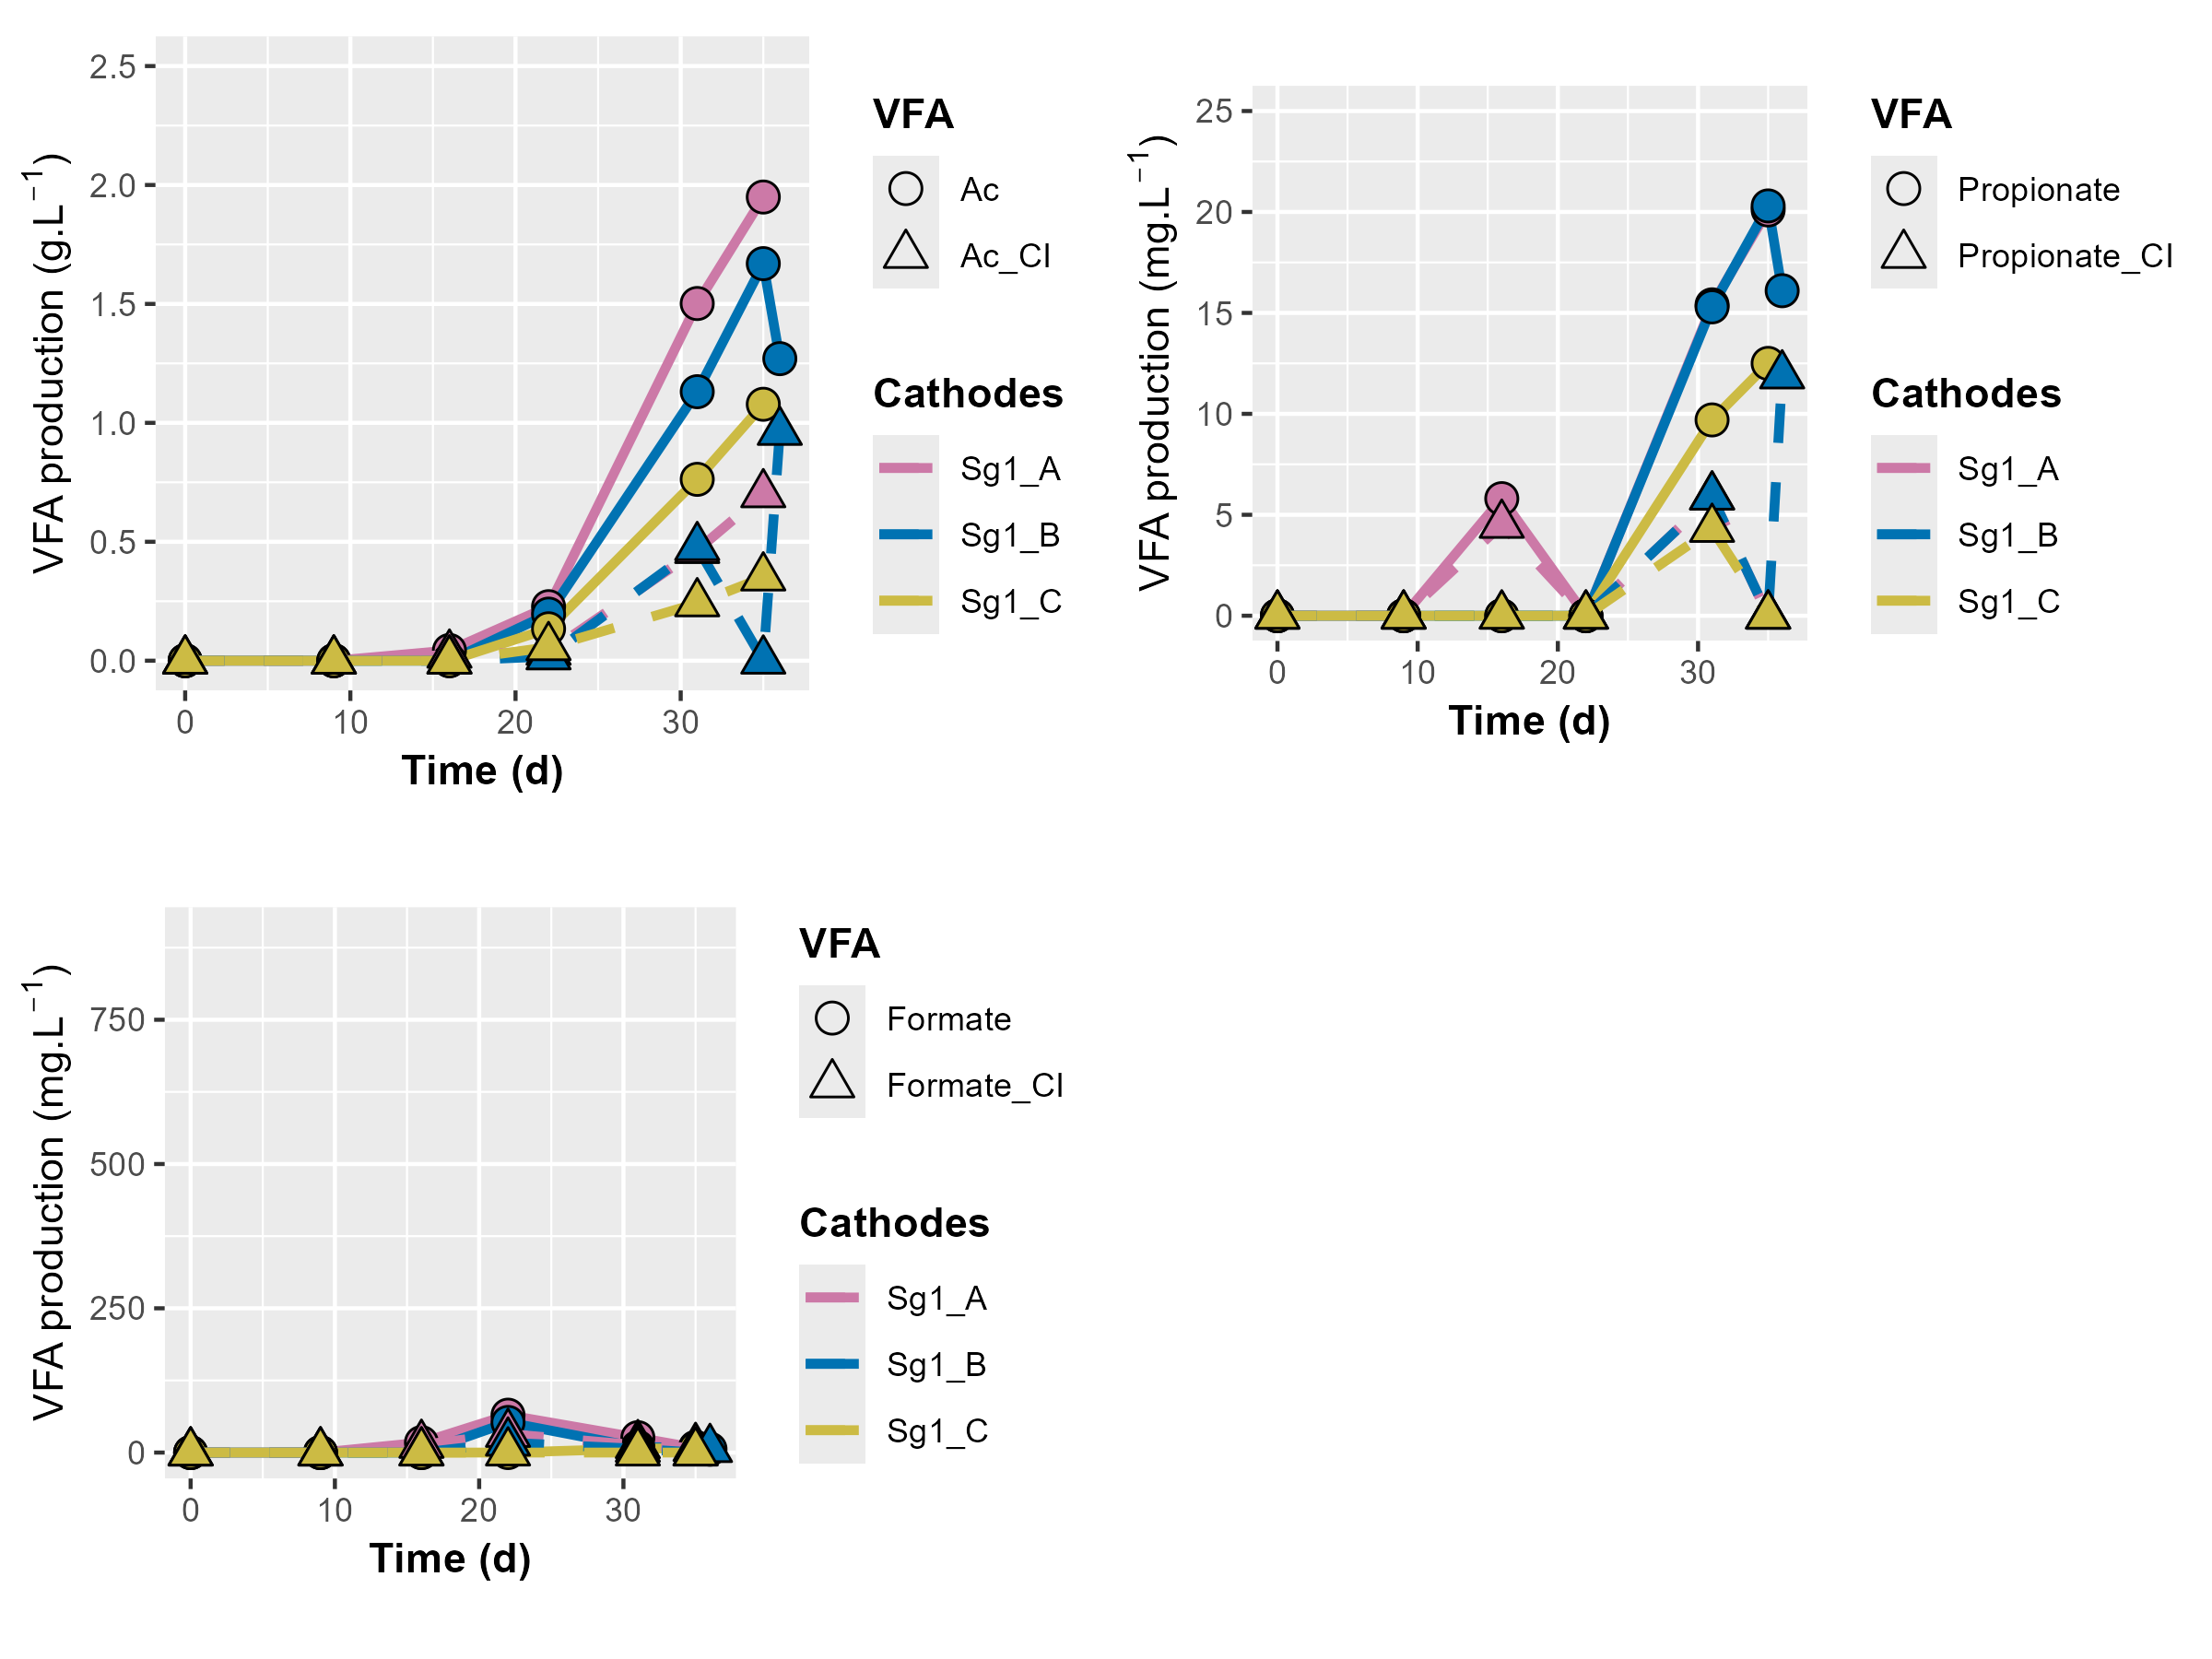 VFA production (g.L−1)
2.5
2.0
1.5
1.0
0.5
0.0
0 10 20 30
Time (d)
VFA
Ac
Ac_CI
Cathodes
Sg1_A
Sg1_B
Sg1_C
VFA production (mg.L−1)
25
20
15
10
5
0
0 10 20 30
Time (d)
VFA
Propionate
Propionate_CI
Cathodes
Sg1_A
Sg1_B
Sg1_C
VFA production (mg.L−1)
750
500
250
0
0 10 20 30
Time (d)
VFA
Formate
Formate_CI
Cathodes
Sg1_A
Sg1_B
Sg1_C